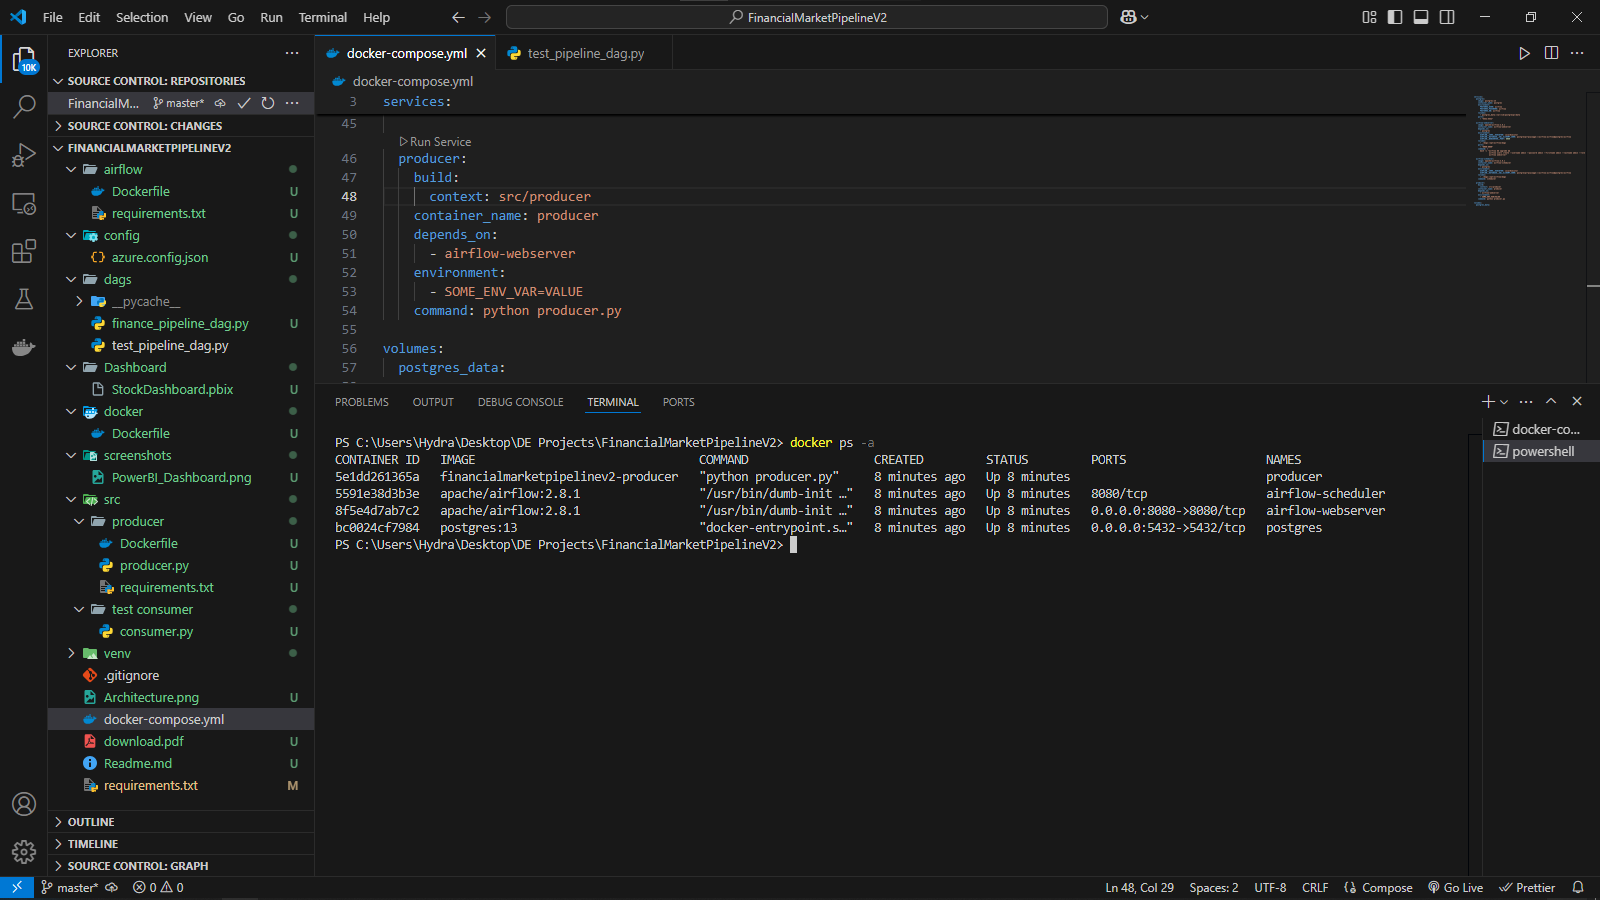 File Edit Selection View Go Run Terminal Help
FinancialMarketPipelineV2
EXPLORER
SOURCE CONTROL: REPOSITORIES
FinancialM... master*
SOURCE CONTROL: CHANGES
FINANCIALMARKETPIPELINEV2
airflow
Dockerfile U
requirements.txt U
config
azure.config.json U
dags
__pycache__
finance_pipeline_dag.py U
test_pipeline_dag.py
Dashboard
StockDashboard.pbix U
docker
Dockerfile U
screenshots
PowerBI_Dashboard.png U
src
producer
Dockerfile U
producer.py U
requirements.txt U
test consumer
consumer.py U
venv
.gitignore
Architecture.png U
docker-compose.yml
download.pdf U
Readme.md U
requirements.txt M
OUTLINE
TIMELINE
SOURCE CONTROL: GRAPH
10K
docker-compose.yml test_pipeline_dag.py
docker-compose.yml
3 services:
45
Run Service
46 producer:
47 build:
48 context: src/producer
49 container_name: producer
50 depends_on:
51 - airflow-webserver
52 environment:
53 - SOME_ENV_VAR=VALUE
54 command: python producer.py
55
56 volumes:
57 postgres_data:
PROBLEMS OUTPUT DEBUG CONSOLE TERMINAL PORTS
PS C:\Users\Hydra\Desktop\DE Projects\FinancialMarketPipelineV2> docker ps -a
CONTAINER ID IMAGE COMMAND CREATED STATUS PORTS NAMES
5e1dd261365a financialmarketpipelinev2-producer "python producer.py" 8 minutes ago Up 8 minutes producer
5591e38d3b3e apache/airflow:2.8.1 "/usr/bin/dumb-init …" 8 minutes ago Up 8 minutes 8080/tcp airflow-scheduler
8f5e4d7ab7c2 apache/airflow:2.8.1 "/usr/bin/dumb-init …" 8 minutes ago Up 8 minutes 0.0.0.0:8080->8080/tcp airflow-webserver
bc0024cf7984 postgres:13 "docker-entrypoint.s…" 8 minutes ago Up 8 minutes 0.0.0.0:5432->5432/tcp postgres
PS C:\Users\Hydra\Desktop\DE Projects\FinancialMarketPipelineV2>
docker-co...
powershell
master* 0 0 Ln 48, Col 29 Spaces: 2 UTF-8 CRLF Compose Go Live Prettier